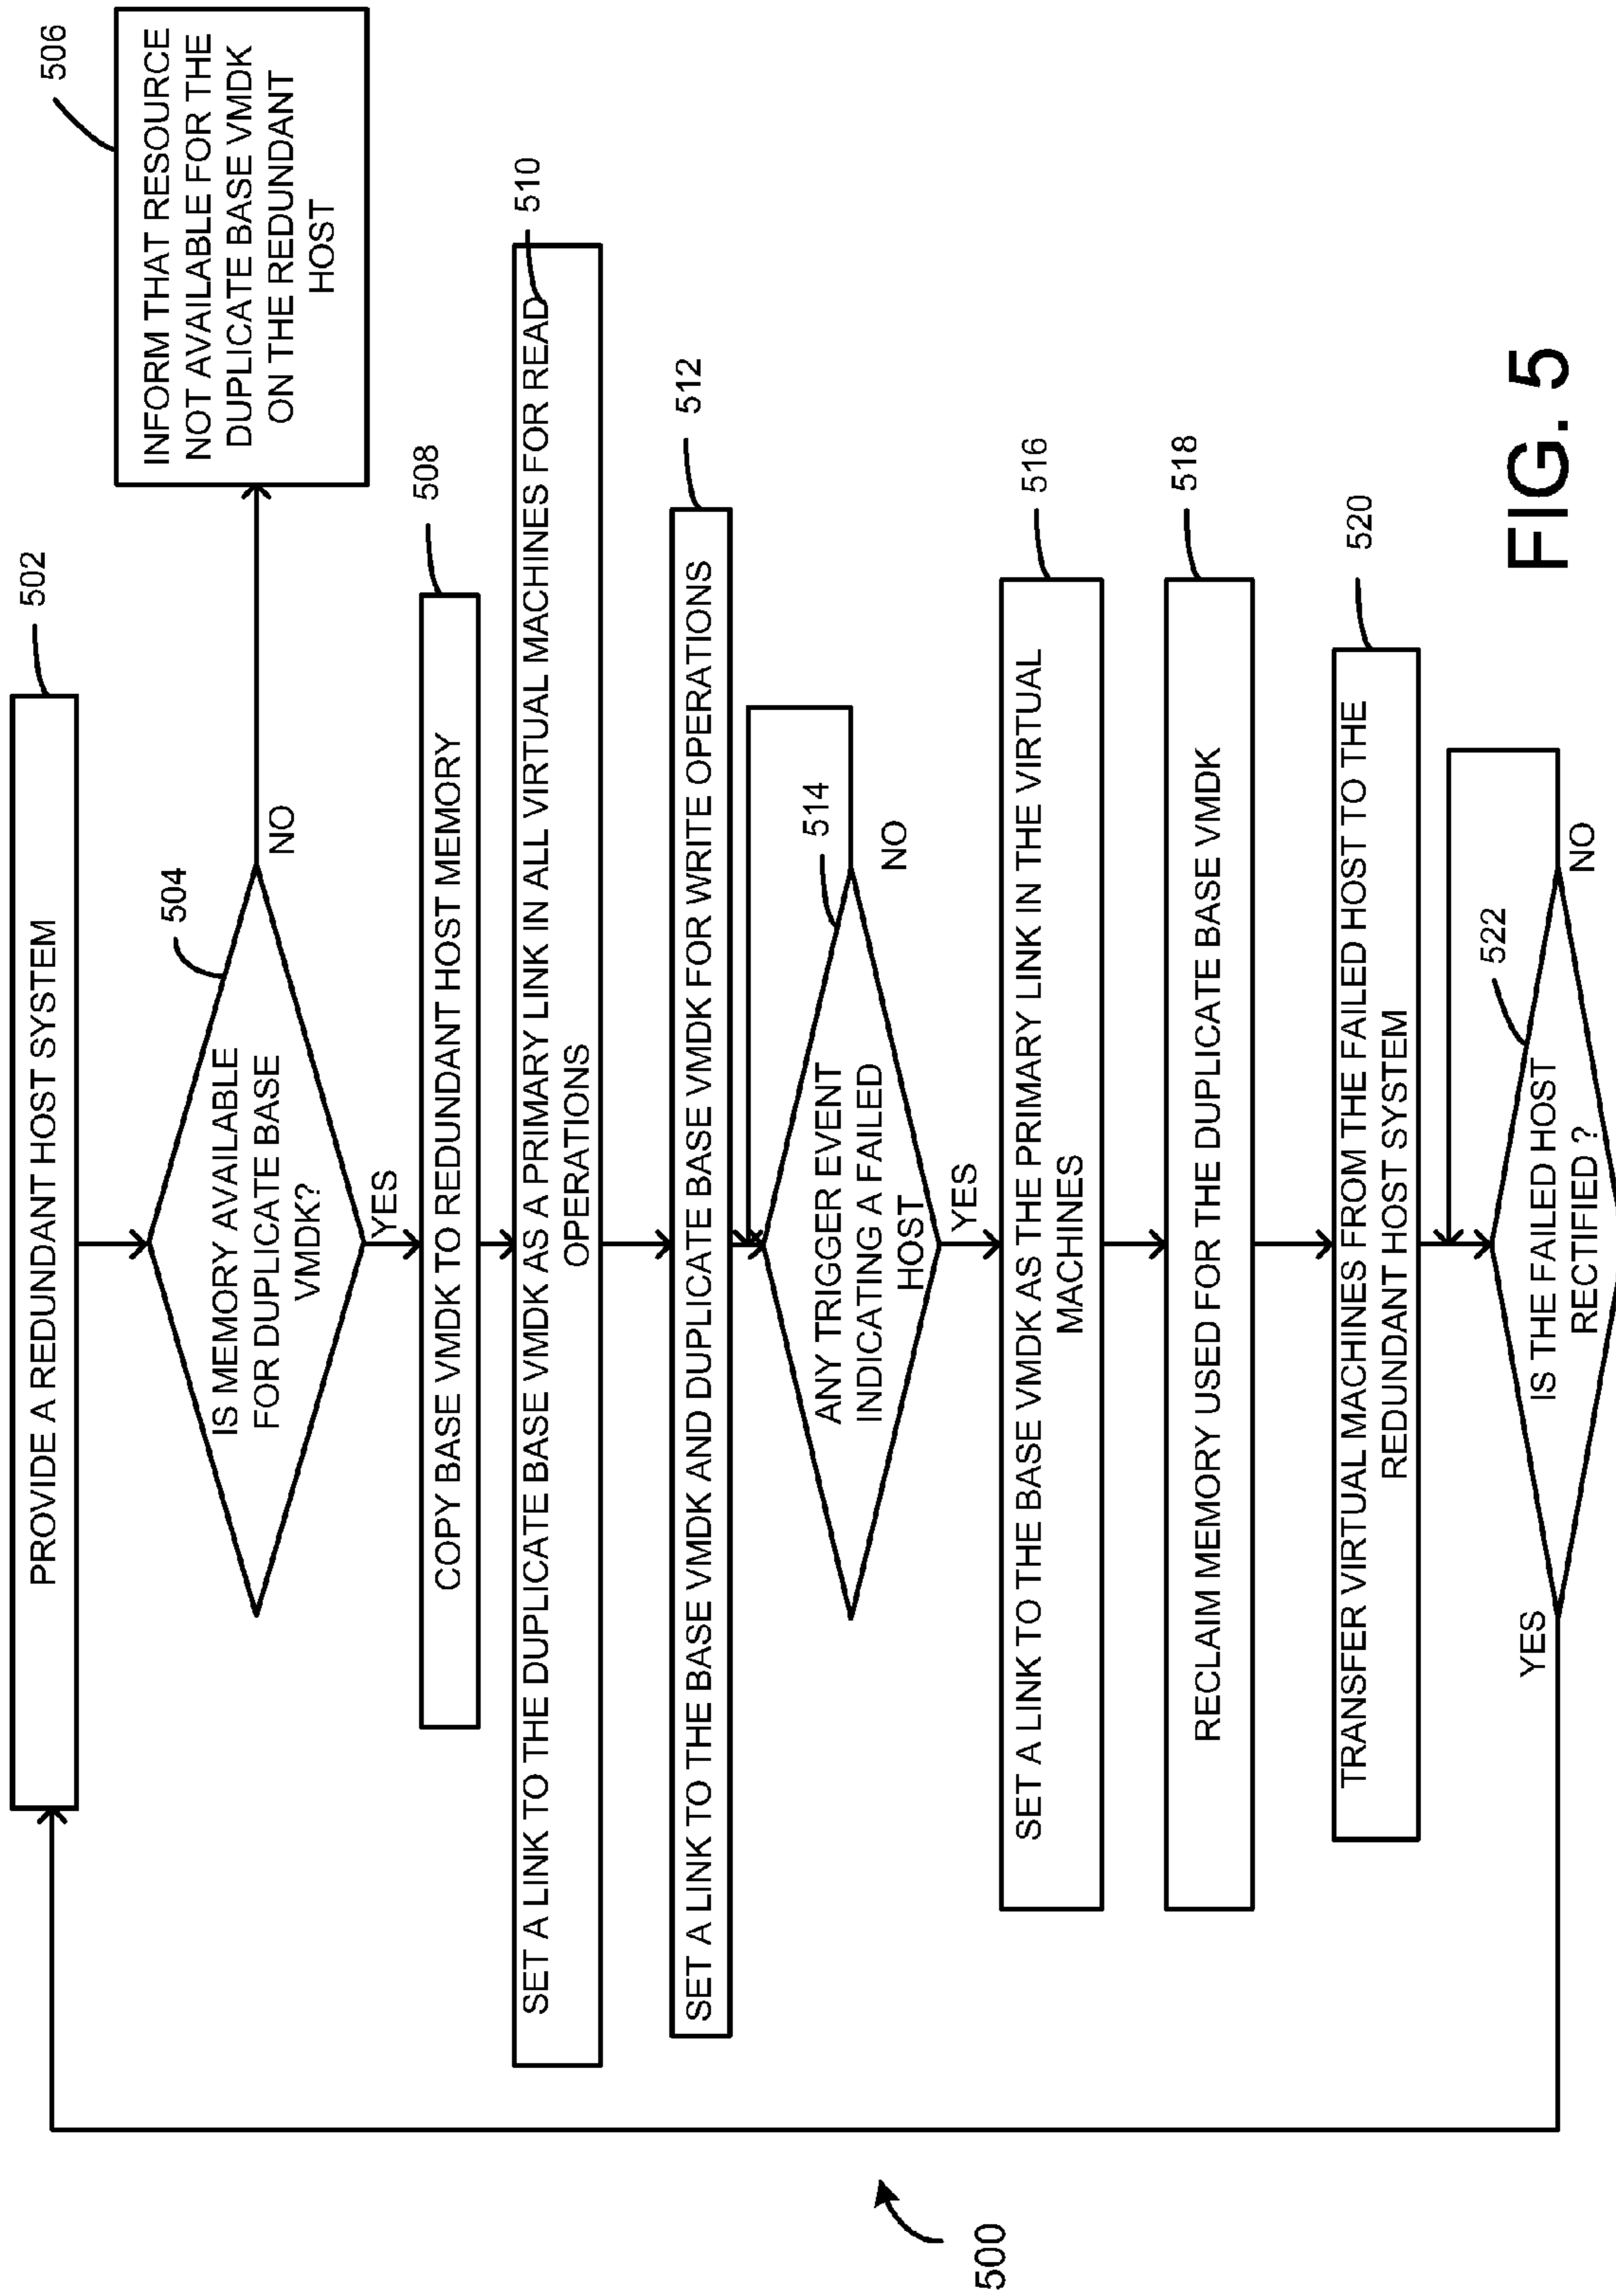 502
PROVIDE A REDUNDANT HOST SYSTEM
504
IS MEMORY AVAILABLE
FOR DUPLICATE BASE
VMDK?
NO
506
INFORM THAT RESOURCE
NOT AVAILABLE FOR THE
DUPLICATE BASE VMDK
ON THE REDUNDANT
HOST
YES
508
COPY BASE VMDK TO REDUNDANT HOST MEMORY
510
SET A LINK TO THE DUPLICATE BASE VMDK AS A PRIMARY LINK IN ALL VIRTUAL MACHINES FOR READ
OPERATIONS
512
SET A LINK TO THE BASE VMDK AND DUPLICATE BASE VMDK FOR WRITE OPERATIONS
514
ANY TRIGGER EVENT
INDICATING A FAILED
HOST
NO
YES
516
SET A LINK TO THE BASE VMDK AS THE PRIMARY LINK IN THE VIRTUAL
MACHINES
518
RECLAIM MEMORY USED FOR THE DUPLICATE BASE VMDK
520
TRANSFER VIRTUAL MACHINES FROM THE FAILED HOST TO THE
REDUNDANT HOST SYSTEM
522
IS THE FAILED HOST
RECTIFIED ?
YES
NO
500
FIG. 5